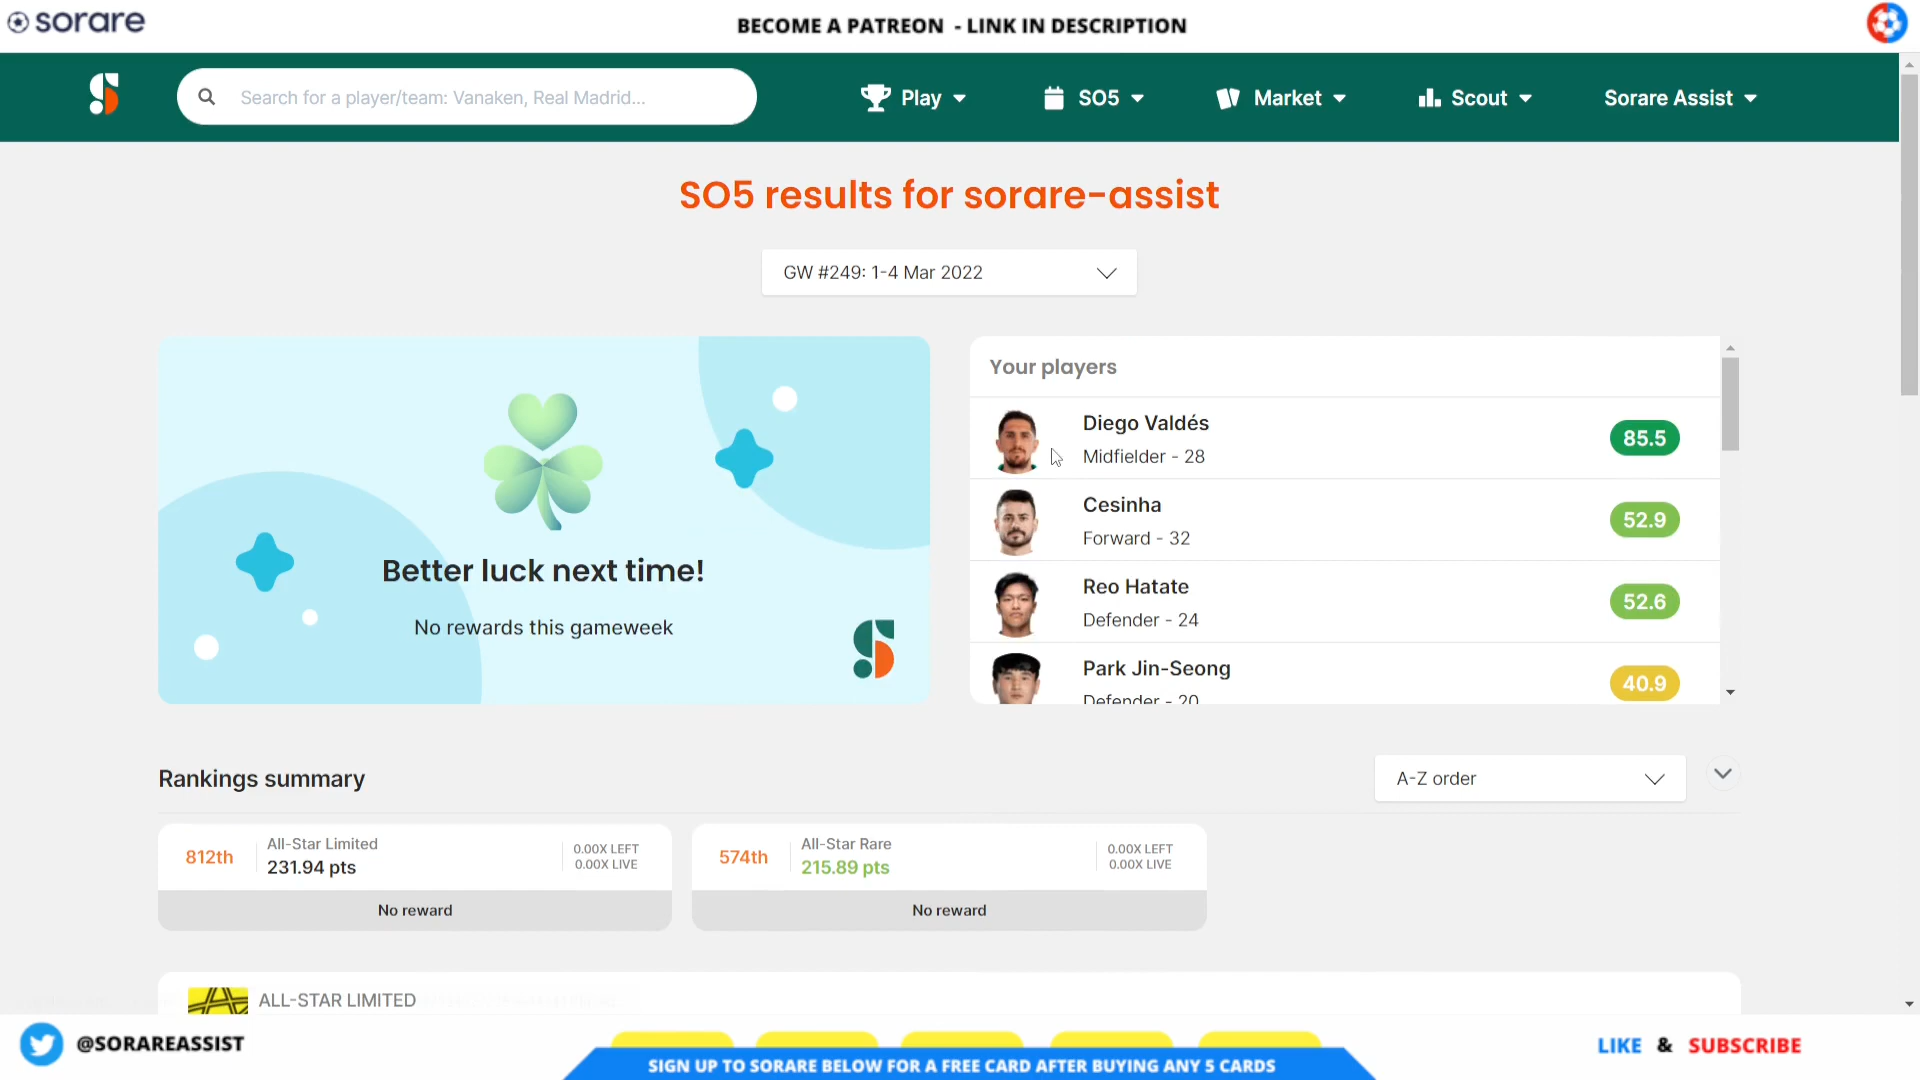 sorare
BECOME A PATREON - LINK IN DESCRIPTION
Search for a player/team: Vanaken, Real Madrid...
Play
SO5
Market
Scout
Sorare Assist
SO5 results for sorare-assist
GW #249: 1-4 Mar 2022
Better luck next time!
No rewards this gameweek
Your players
Diego Valdés
Midfielder - 28
85.5
Cesinha
Forward - 32
52.9
Reo Hatate
Defender - 24
52.6
Park Jin-Seong
Defender - 20
40.9
Rankings summary
A-Z order
812th
All-Star Limited
231.94 pts
0.00X LEFT
0.00X LIVE
No reward
574th
All-Star Rare
215.89 pts
0.00X LEFT
0.00X LIVE
No reward
ALL-STAR LIMITED
@SORAREASSIST
SIGN UP TO SORARE BELOW FOR A FREE CARD AFTER BUYING ANY 5 CARDS
LIKE & SUBSCRIBE